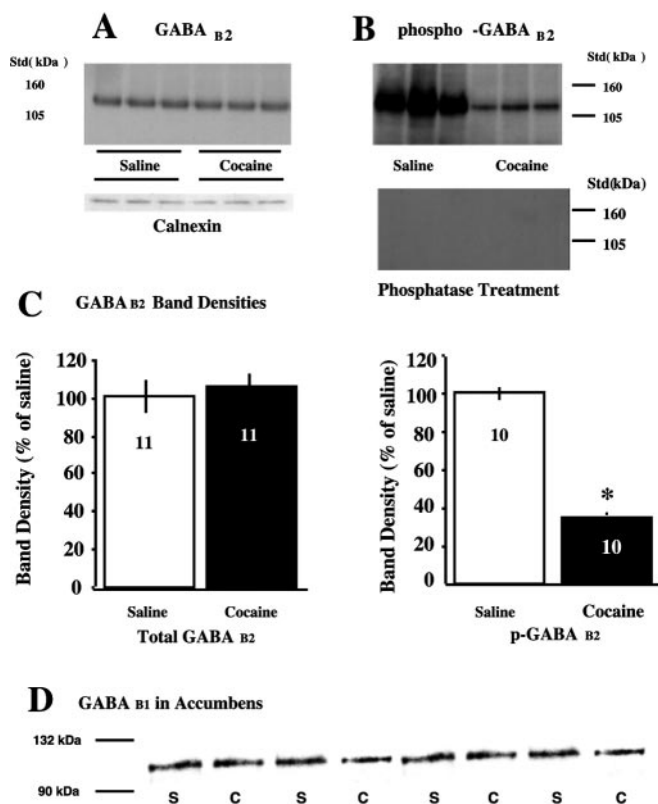 A GABA B2
Std( kDa )
160
105
Saline Cocaine
Calnexin
B phospho -GABA B2
Std( kDa )
160
105
Saline Cocaine
Std(kDa)
160
105
Phosphatase Treatment
C GABA B2 Band Densities
Band Density (% of saline)
120
100
80
60
40
20
0
11
11
Saline Cocaine
Total GABA B2
Band Density (% of saline)
120
100
80
60
40
20
0
10
*
10
Saline Cocaine
p-GABA B2
D GABA B1 in Accumbens
132 kDa
90 kDa
S C S C S C S C